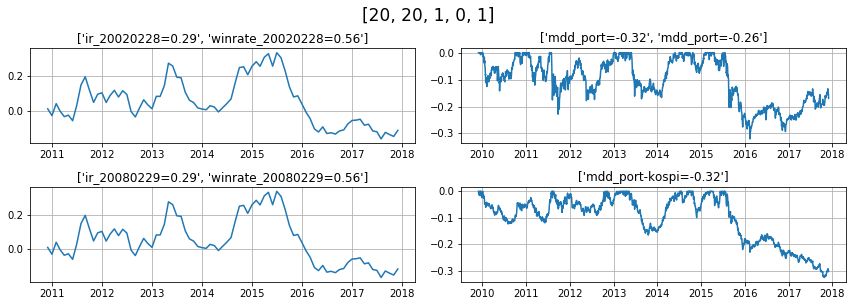 [20, 20, 1, 0, 1]
['ir_20020228=0.29', 'winrate_20020228=0.56']
0.2
0.0
2011 2012 2013 2014 2015 2016 2017 2018
['mdd_port=-0.32', 'mdd_port=-0.26']
0.0
−0.1
−0.2
−0.3
2010 2011 2012 2013 2014 2015 2016 2017 2018
['ir_20080229=0.29', 'winrate_20080229=0.56']
0.2
0.0
2011 2012 2013 2014 2015 2016 2017 2018
['mdd_port-kospi=-0.32']
0.0
−0.1
−0.2
−0.3
2010 2011 2012 2013 2014 2015 2016 2017 2018